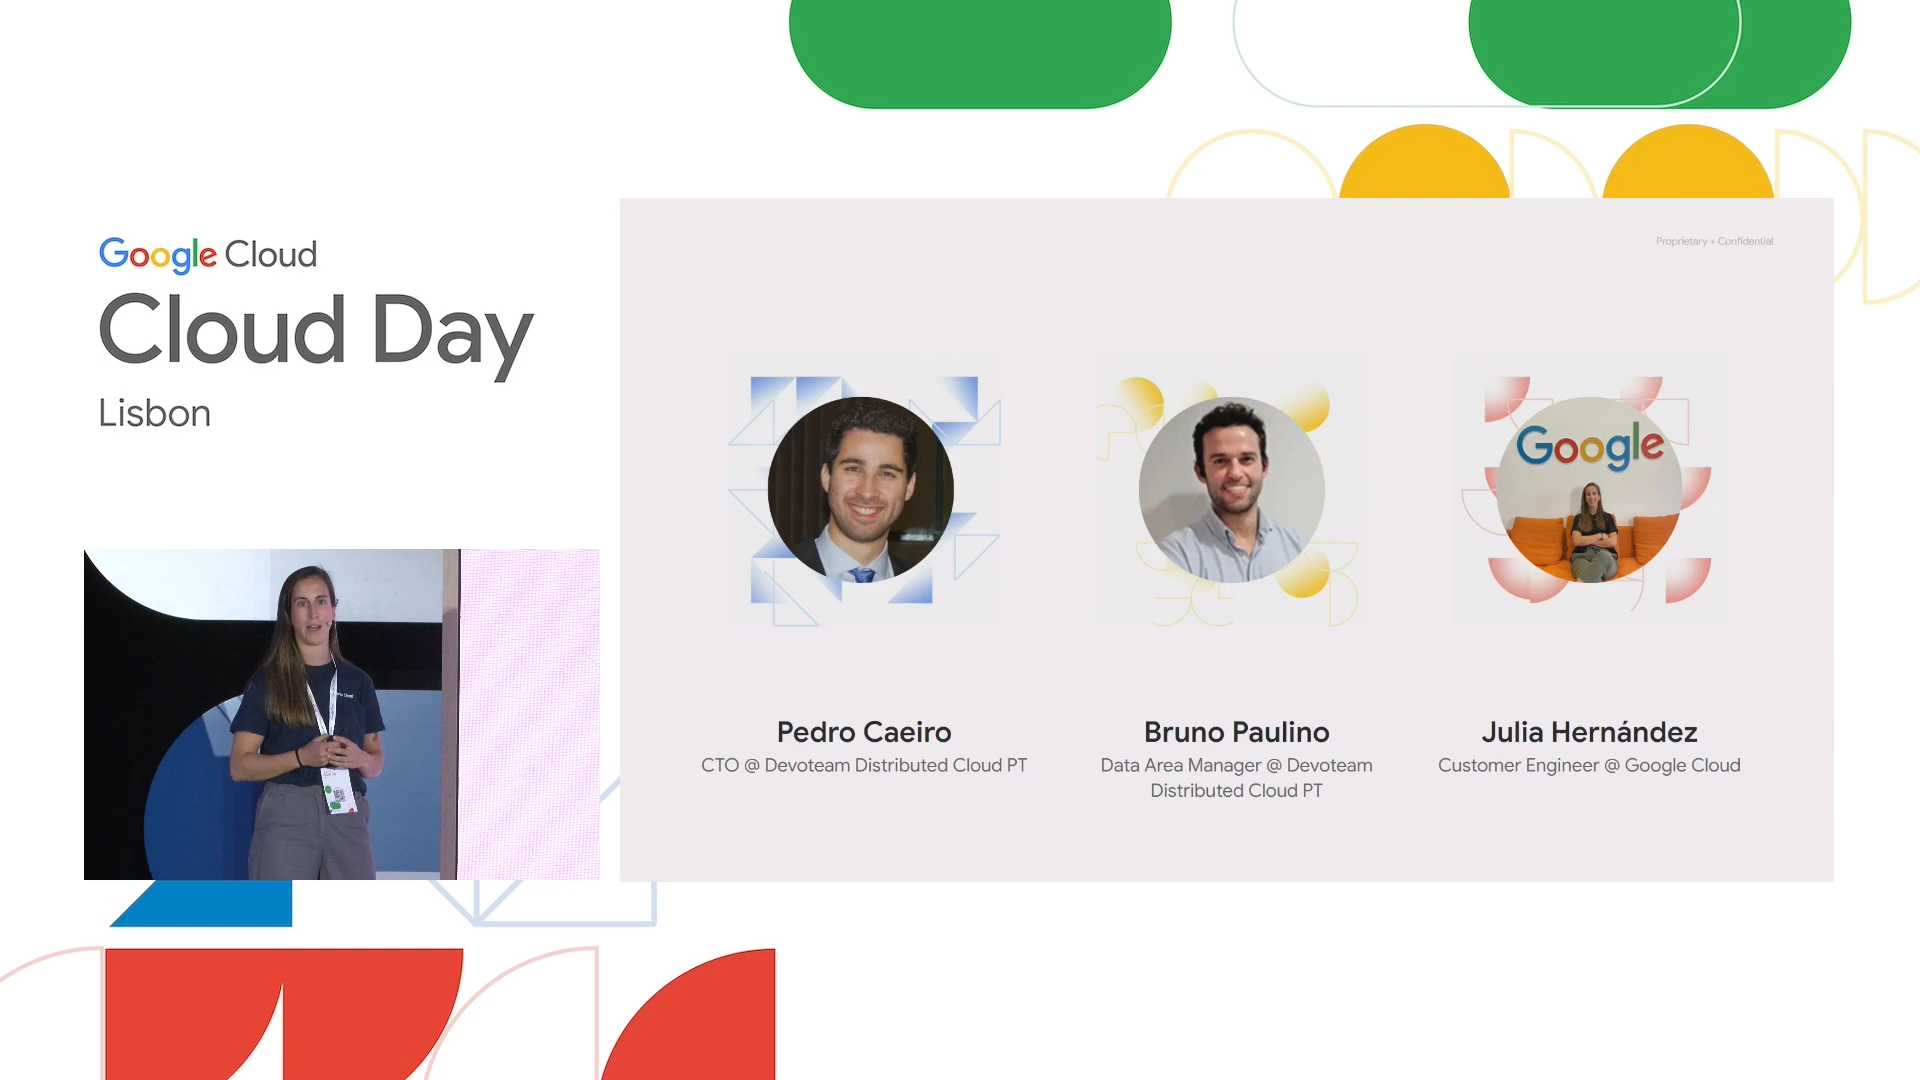 Google Cloud
Cloud Day
Lisbon
Proprietary + Confidential
Google
Pedro Caeiro
CTO @ Devoteam Distributed Cloud PT
Bruno Paulino
Data Area Manager @ Devoteam
Distributed Cloud PT
Julia Hernández
Customer Engineer @ Google Cloud